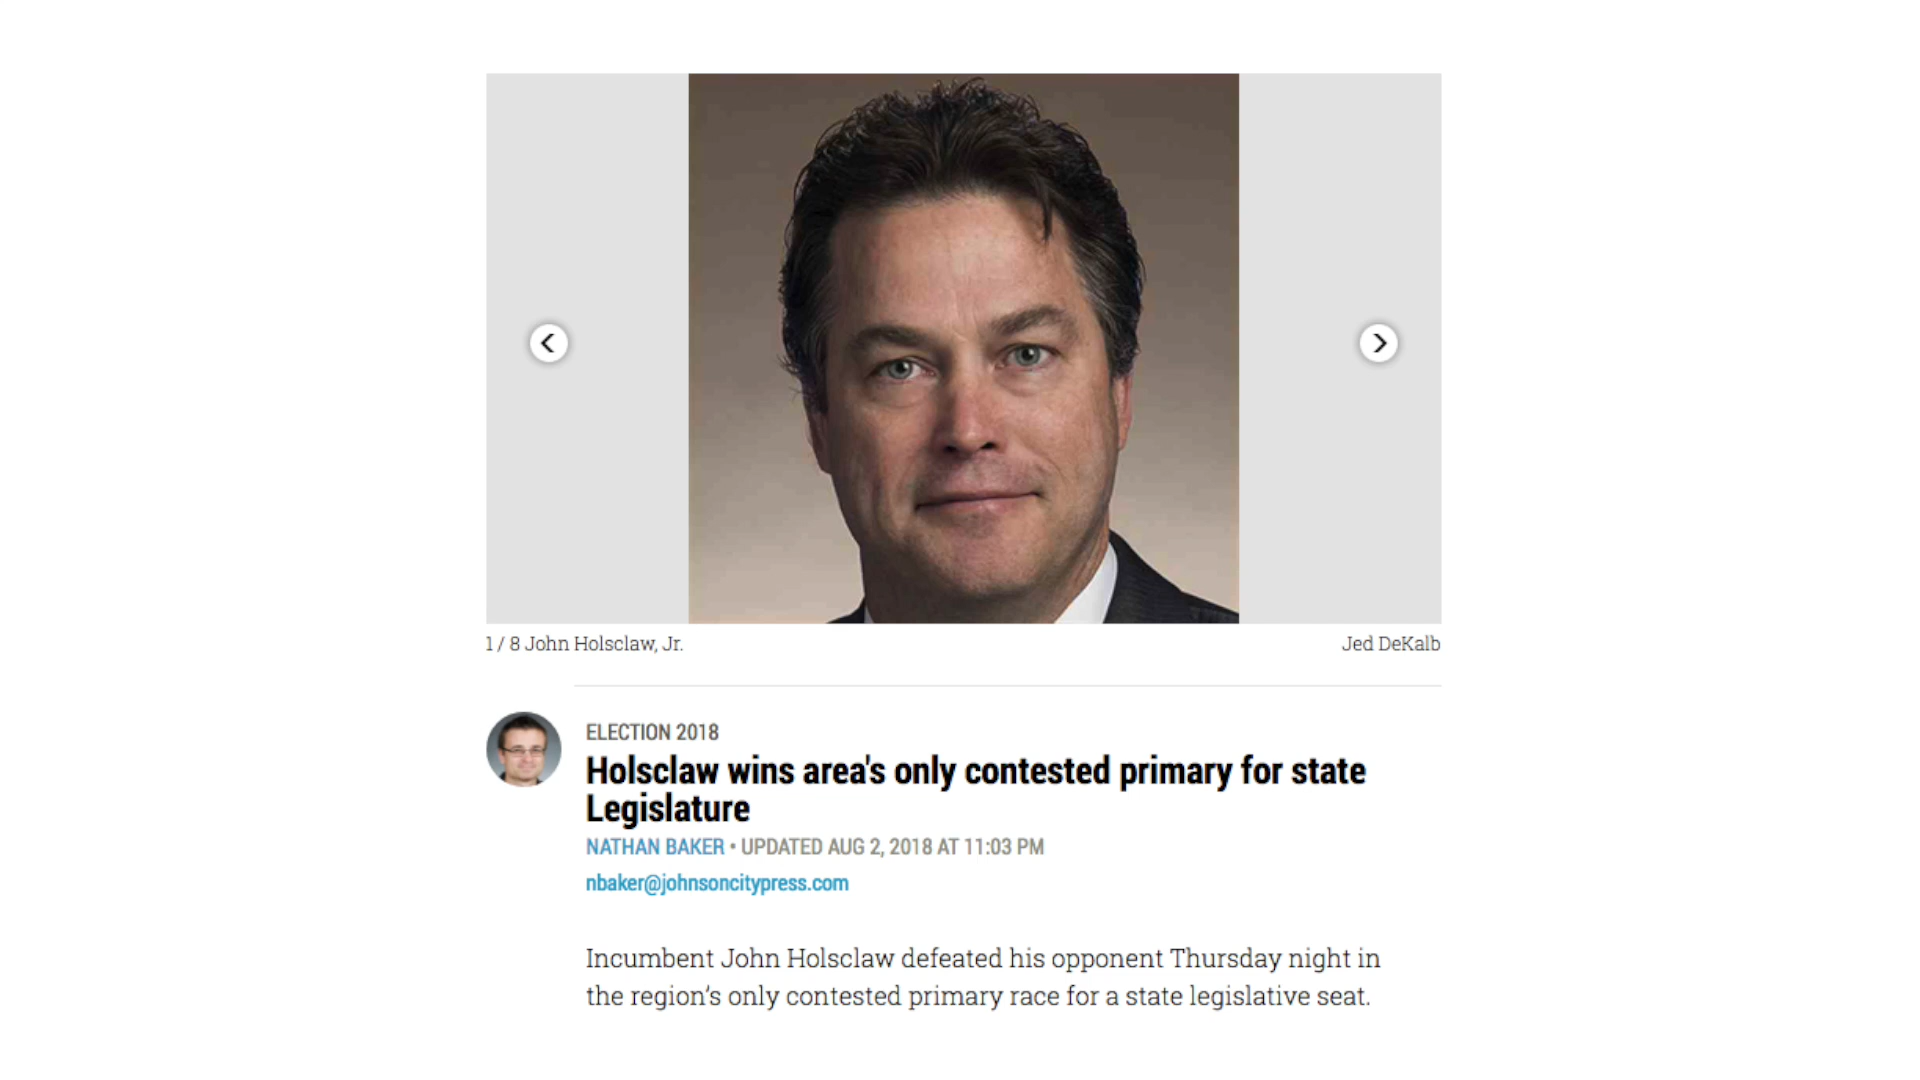 1 / 8 John Holsclaw, Jr.
Jed DeKalb
ELECTION 2018
Holsclaw wins area's only contested primary for state
Legislature
NATHAN BAKER • UPDATED AUG 2, 2018 AT 11:03 PM
nbaker@johnsoncitypress.com
Incumbent John Holsclaw defeated his opponent Thursday night in
the region’s only contested primary race for a state legislative seat.